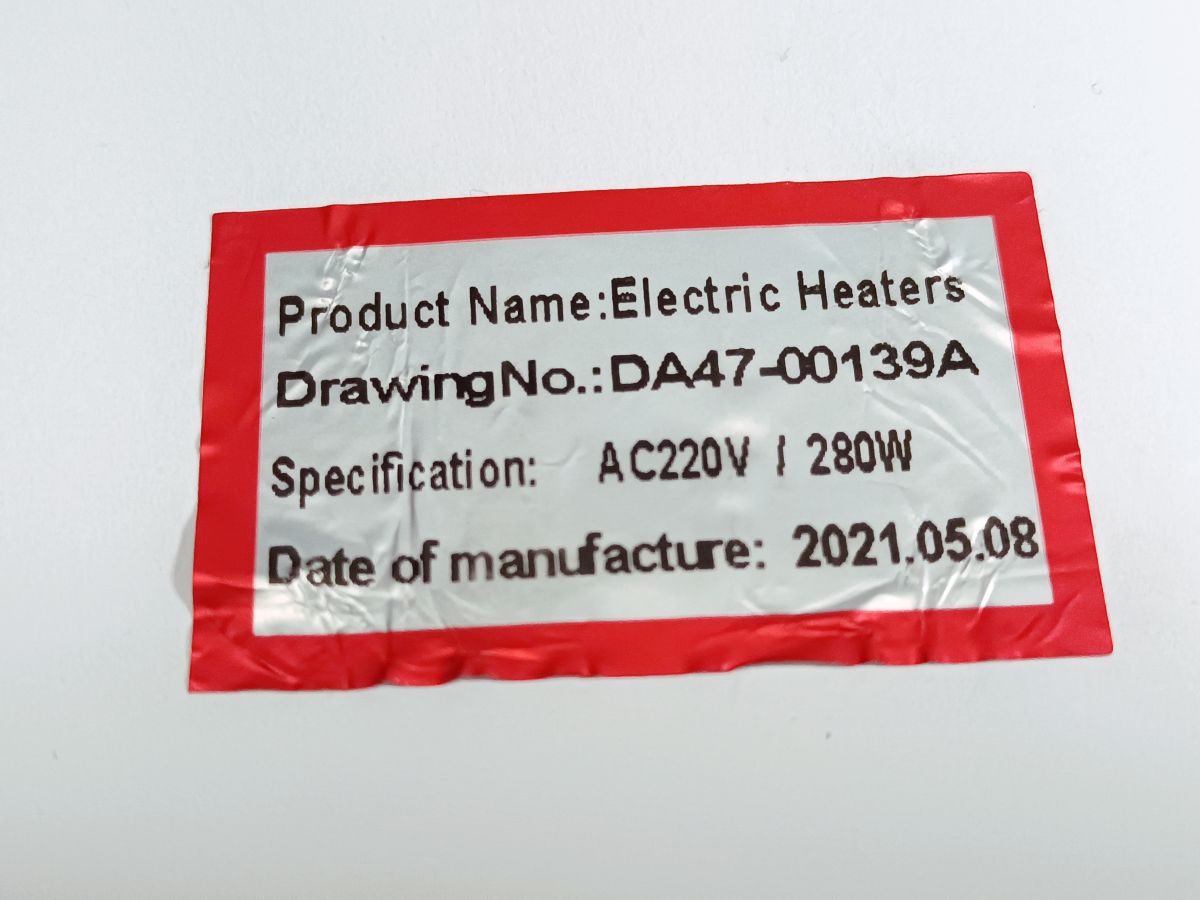 Product Name:Electric Heaters
DrawingNo.:DA47-00139A
Specification: AC220V / 280W
Date of manufacture: 2021.05.08